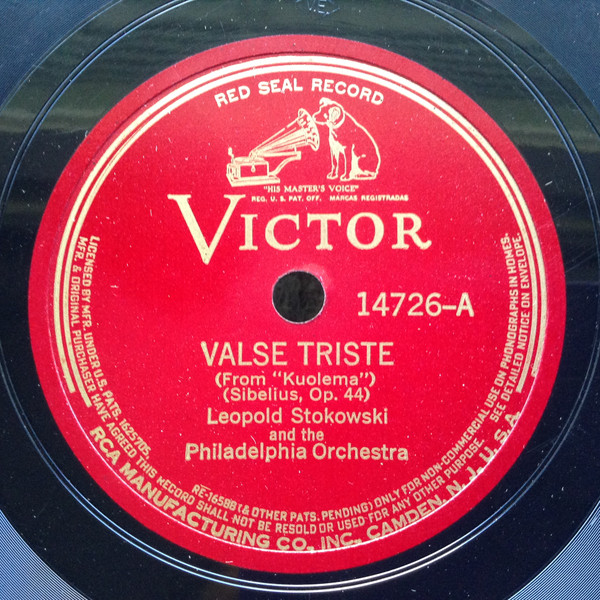 RED SEAL RECORD
"HIS MASTER'S VOICE"
REG. U. S. PAT. OFF. MARCAS REGISTRADAS
VICTOR
14726-A
VALSE TRISTE
(From "Kuolema")
(Sibelius, Op. 44)
Leopold Stokowski
and the
Philadelphia Orchestra
LICENSED BY MFR. UNDER U.S. PATS. 1625705,
RE-16588 (& OTHER PATS. PENDING) ONLY FOR NON-COMMERCIAL USE ON PHONOGRAPHS IN HOMES.
MFR. & ORIGINAL PURCHASER HAVE AGREED THIS RECORD SHALL NOT BE RESOLD OR USED FOR ANY OTHER PURPOSE. SEE DETAILED NOTICE ON ENVELOPE.
RCA MANUFACTURING CO., INC., CAMDEN, N. J., U. S. A.